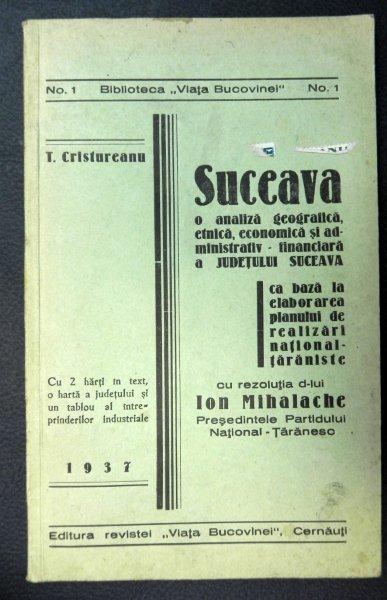 No. 1 Biblioteca „Viața Bucovinei" No. 1
T. Cristureanu
Suceava
o analiză geografică,
etnică, economică și ad-
ministrativ - financiară
a JUDEȚULUI SUCEAVA
ca bază la
elaborarea
planului de
realizări
național-
țărăniste
cu rezoluția d-lui
Ion Mihalache
Președintele Partidului
Național - Țărănesc
Cu 2 hărți în text,
o hartă a județului și
un tablou al între-
prinderilor industriale
1937
Editura revistei „Viața Bucovinei", Cernăuți